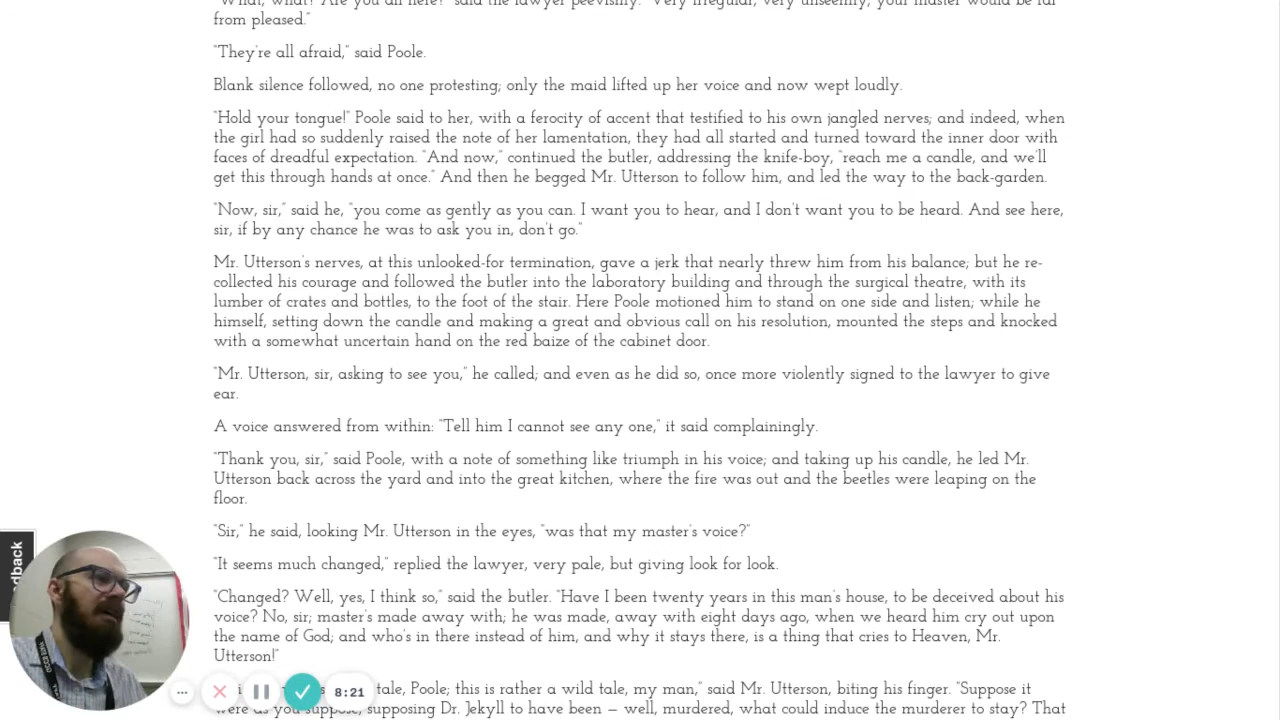 "What, what? Are you all here?" said the lawyer peevishly. "Very irregular, very unseemly; your master would be far
from pleased."
"They're all afraid," said Poole.
Blank silence followed, no one protesting; only the maid lifted up her voice and now wept loudly.
"Hold your tongue!" Poole said to her, with a ferocity of accent that testified to his own jangled nerves; and indeed, when
the girl had so suddenly raised the note of her lamentation, they had all started and turned toward the inner door with
faces of dreadful expectation. "And now," continued the butler, addressing the knife-boy, "reach me a candle, and we'll
get this through hands at once." And then he begged Mr. Utterson to follow him, and led the way to the back-garden.
"Now, sir," said he, "you come as gently as you can. I want you to hear, and I don't want you to be heard. And see here,
sir, if by any chance he was to ask you in, don't go."
Mr. Utterson's nerves, at this unlooked-for termination, gave a jerk that nearly threw him from his balance; but he re-
collected his courage and followed the butler into the laboratory building and through the surgical theatre, with its
lumber of crates and bottles, to the foot of the stair. Here Poole motioned him to stand on one side and listen; while he
himself, setting down the candle and making a great and obvious call on his resolution, mounted the steps and knocked
with a somewhat uncertain hand on the red baize of the cabinet door.
"Mr. Utterson, sir, asking to see you," he called; and even as he did so, once more violently signed to the lawyer to give
ear.
A voice answered from within: "Tell him I cannot see any one," it said complainingly.
"Thank you, sir," said Poole, with a note of something like triumph in his voice; and taking up his candle, he led Mr.
Utterson back across the yard and into the great kitchen, where the fire was out and the beetles were leaping on the
floor.
"Sir," he said, looking Mr. Utterson in the eyes, "was that my master's voice?"
"It seems much changed," replied the lawyer, very pale, but giving look for look.
"Changed? Well, yes, I think so," said the butler. "Have I been twenty years in this man's house, to be deceived about his
voice? No, sir; master's made away with; he was made, away with eight days ago, when we heard him cry out upon
the name of God; and who's in there instead of him, and why it stays there, is a thing that cries to Heaven, Mr.
Utterson!"
tale, Poole; this is rather a wild tale, my man," said Mr. Utterson, biting his finger. "Suppose it
were as you suppose, supposing Dr. Jekyll to have been – well, murdered, what could induce the murderer to stay? That
dback
8:21